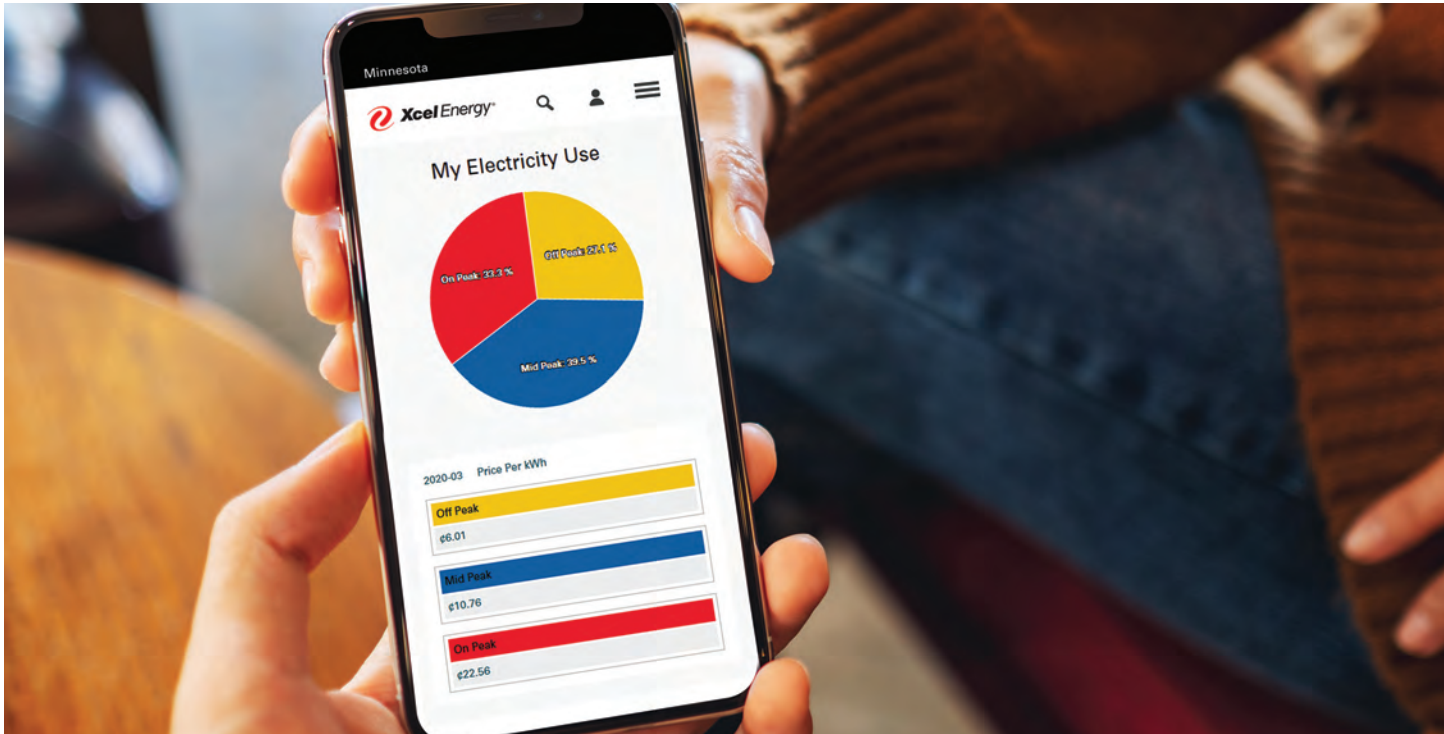 Minnesota
Xcel Energy®
My Electricity Use
On Peak: 33.3 %
Off Peak: 27.1 %
Mid Peak: 39.5 %
2020-03 Price Per kWh
Off Peak
¢6.01
Mid Peak
¢10.76
On Peak
¢22.56